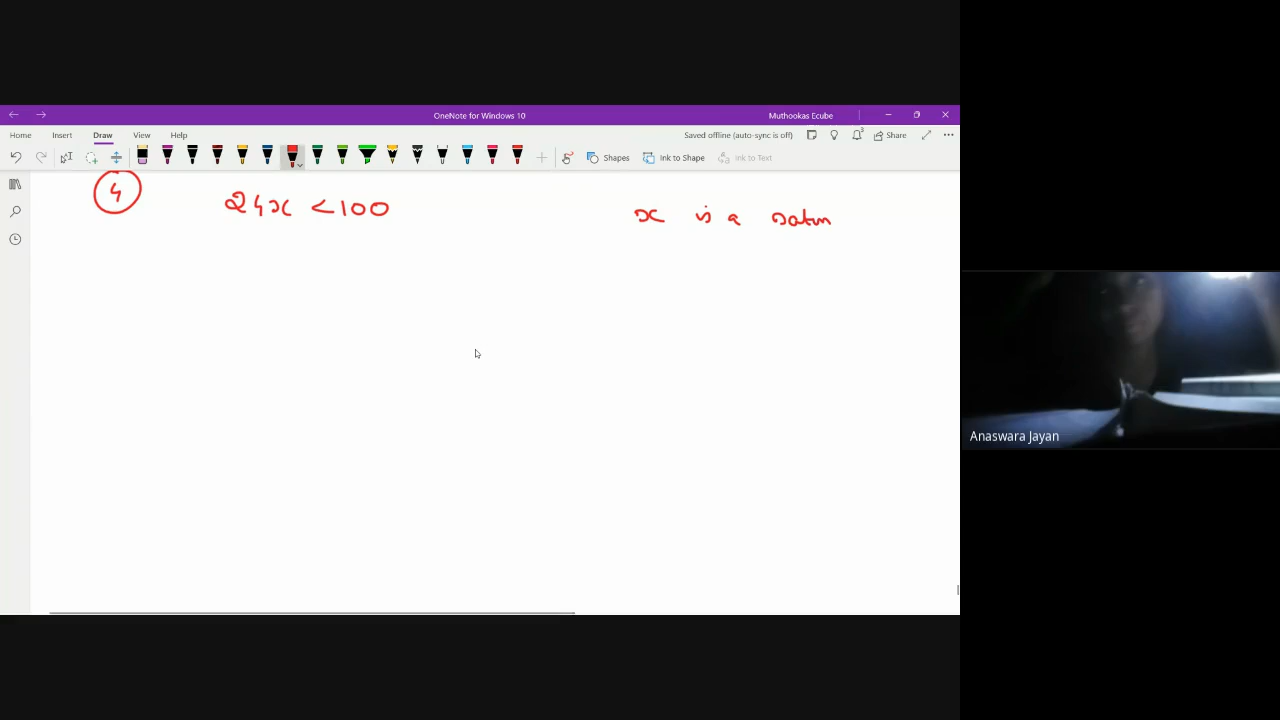 OneNote for Windows 10
Muthookas Ecube
Home Insert Draw View Help
Saved offline (auto-sync is off)
Share
Shapes
Ink to Shape
Ink to Text
4
24x < 100
x is a natun
Anaswara Jayan